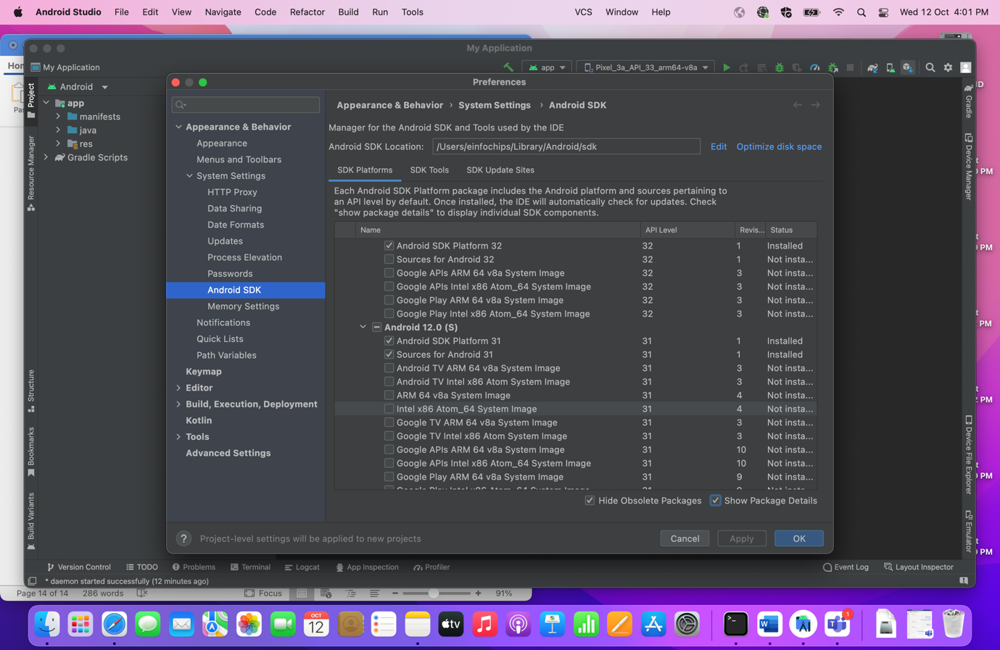 Android Studio File Edit View Navigate Code Refactor Build Run Tools VCS Window Help Wed 12 Oct 4:01 PM
My Application
My Application app Pixel_3a_API_33_arm64-v8a
Preferences
Project
Resource Manager
Structure
Bookmarks
Build Variants
Android
app
manifests
java
res
Gradle Scripts
Appearance & Behavior
Appearance
Menus and Toolbars
System Settings
HTTP Proxy
Data Sharing
Date Formats
Updates
Process Elevation
Passwords
Android SDK
Memory Settings
Notifications
Quick Lists
Path Variables
Keymap
Editor
Build, Execution, Deployment
Kotlin
Tools
Advanced Settings
Appearance & Behavior › System Settings › Android SDK
Manager for the Android SDK and Tools used by the IDE
Android SDK Location: /Users/einfochips/Library/Android/sdk Edit Optimize disk space
SDK Platforms SDK Tools SDK Update Sites
Each Android SDK Platform package includes the Android platform and sources pertaining to
an API level by default. Once installed, the IDE will automatically check for updates. Check
"show package details" to display individual SDK components.
Name API Level Revis... Status
Android SDK Platform 32 32 1 Installed
Sources for Android 32 32 1 Not insta...
Google APIs ARM 64 v8a System Image 32 3 Not insta...
Google APIs Intel x86 Atom_64 System Image 32 3 Not insta...
Google Play ARM 64 v8a System Image 32 3 Not insta...
Google Play Intel x86 Atom_64 System Image 32 3 Not insta...
Android 12.0 (S)
Android SDK Platform 31 31 1 Installed
Sources for Android 31 31 1 Installed
Android TV ARM 64 v8a System Image 31 3 Not insta...
Android TV Intel x86 Atom System Image 31 3 Not insta...
ARM 64 v8a System Image 31 4 Not insta...
Intel x86 Atom_64 System Image 31 4 Not insta...
Google TV ARM 64 v8a System Image 31 3 Not insta...
Google TV Intel x86 Atom System Image 31 3 Not insta...
Google APIs ARM 64 v8a System Image 31 10 Not insta...
Google APIs Intel x86 Atom_64 System Image 31 10 Not insta...
Google Play ARM 64 v8a System Image 31 9 Not insta...
Hide Obsolete Packages Show Package Details
? Project-level settings will be applied to new projects Cancel Apply OK
Gradle
Device Manager
Device File Explorer
Emulator
Version Control TODO Problems Terminal Logcat App Inspection Profiler Event Log Layout Inspector
* daemon started successfully (12 minutes ago)
Page 14 of 14 286 words Focus 91%
OCT
12
tv
1